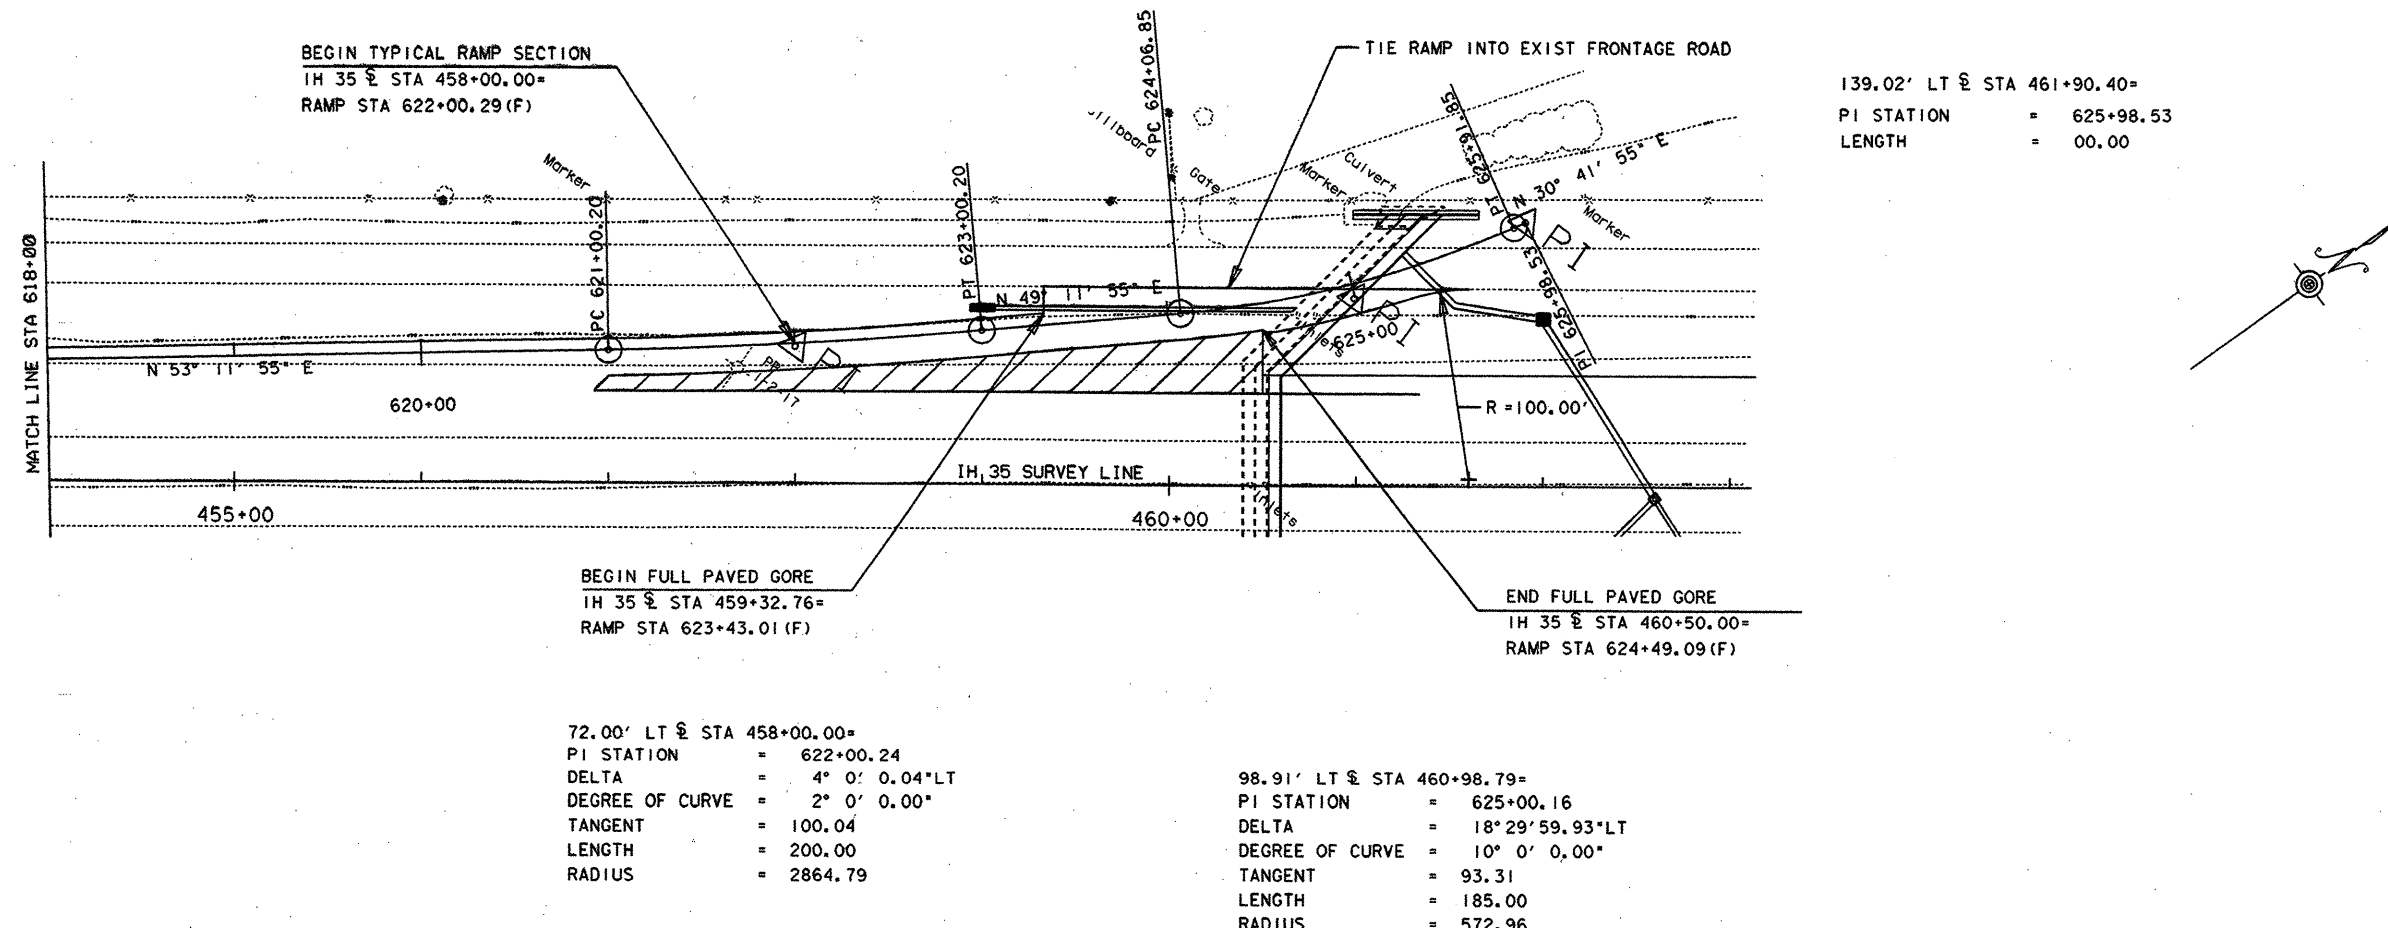 BEGIN TYPICAL RAMP SECTION
IH 35 ℄ STA 458+00.00=
RAMP STA 622+00.29(F)
PC 624+06.85
TIE RAMP INTO EXIST FRONTAGE ROAD
139.02' LT ℄ STA 461+90.40=
PI STATION = 625+98.53
LENGTH = 00.00
Marker
Gate
Marker
Culvert
PT 625+91.85
N 30° 41' 55" E
Marker
MATCH LINE STA 618+00
PC 621+00.20
PT 623+00.20
N 49° 11' 55" E
PI
PI 625+98.53
N
N 53° 11' 55" E
PI
625+00
PI
620+00
R =100.00'
IH 35 SURVEY LINE
455+00
460+00
Inlets
BEGIN FULL PAVED GORE
IH 35 ℄ STA 459+32.76=
RAMP STA 623+43.01(F)
END FULL PAVED GORE
IH 35 ℄ STA 460+50.00=
RAMP STA 624+49.09(F)
72.00' LT ℄ STA 458+00.00=
PI STATION = 622+00.24
DELTA = 4° 0' 0.04"LT
DEGREE OF CURVE = 2° 0' 0.00"
TANGENT = 100.04
LENGTH = 200.00
RADIUS = 2864.79
98.91' LT ℄ STA 460+98.79=
PI STATION = 625+00.16
DELTA = 18°29'59.93"LT
DEGREE OF CURVE = 10° 0' 0.00"
TANGENT = 93.31
LENGTH = 185.00
RADIUS = 572.96